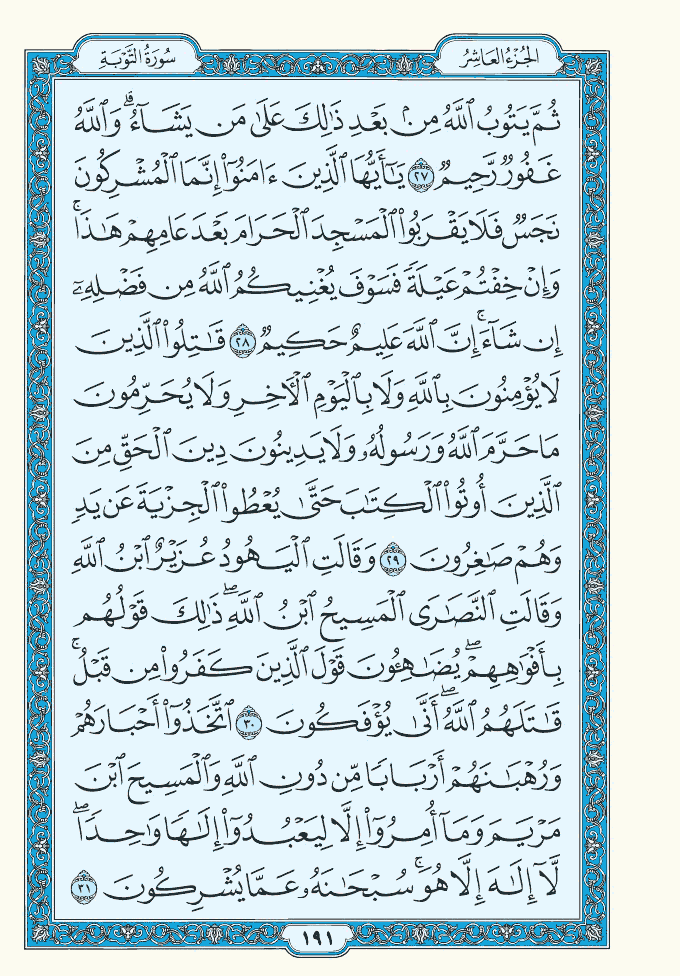 الجُزْءُ العَاشِرُ
سُورَةُ التَّوْبَةِ
ثُمَّ يَتُوبُ ٱللَّهُ مِنۢ بَعْدِ ذَٰلِكَ عَلَىٰ مَن يَشَآءُۗ وَٱللَّهُ
غَفُورٌ رَّحِيمٌ ٢٧ يَٰٓأَيُّهَا ٱلَّذِينَ ءَامَنُوٓا۟ إِنَّمَا ٱلْمُشْرِكُونَ
نَجَسٌ فَلَا يَقْرَبُوا۟ ٱلْمَسْجِدَ ٱلْحَرَامَ بَعْدَ عَامِهِمْ هَٰذَاۚ
وَإِنْ خِفْتُمْ عَيْلَةً فَسَوْفَ يُغْنِيكُمُ ٱللَّهُ مِن فَضْلِهِۦٓ
إِن شَآءَۚ إِنَّ ٱللَّهَ عَلِيمٌ حَكِيمٌ ٢٨ قَٰتِلُوا۟ ٱلَّذِينَ
لَا يُؤْمِنُونَ بِٱللَّهِ وَلَا بِٱلْيَوْمِ ٱلْءَاخِرِ وَلَا يُحَرِّمُونَ
مَا حَرَّمَ ٱللَّهُ وَرَسُولُهُۥ وَلَا يَدِينُونَ دِينَ ٱلْحَقِّ مِنَ
ٱلَّذِينَ أُوتُوا۟ ٱلْكِتَٰبَ حَتَّىٰ يُعْطُوا۟ ٱلْجِزْيَةَ عَن يَدٍ
وَهُمْ صَٰغِرُونَ ٢٩ وَقَالَتِ ٱلْيَهُودُ عُزَيْرٌ ٱبْنُ ٱللَّهِ
وَقَالَتِ ٱلنَّصَٰرَى ٱلْمَسِيحُ ٱبْنُ ٱللَّهِۖ ذَٰلِكَ قَوْلُهُم
بِأَفْوَٰهِهِمْۖ يُضَٰهِـُٔونَ قَوْلَ ٱلَّذِينَ كَفَرُوا۟ مِن قَبْلُۚ
قَٰتَلَهُمُ ٱللَّهُۖ أَنَّىٰ يُؤْفَكُونَ ٣٠ ٱتَّخَذُوٓا۟ أَحْبَارَهُمْ
وَرُهْبَٰنَهُمْ أَرْبَابًا مِّن دُونِ ٱللَّهِ وَٱلْمَسِيحَ ٱبْنَ
مَرْيَمَ وَمَآ أُمِرُوٓا۟ إِلَّا لِيَعْبُدُوٓا۟ إِلَٰهًا وَٰحِدًاۖ
لَّآ إِلَٰهَ إِلَّا هُوَۚ سُبْحَٰنَهُۥ عَمَّا يُشْرِكُونَ ٣١
١٩١